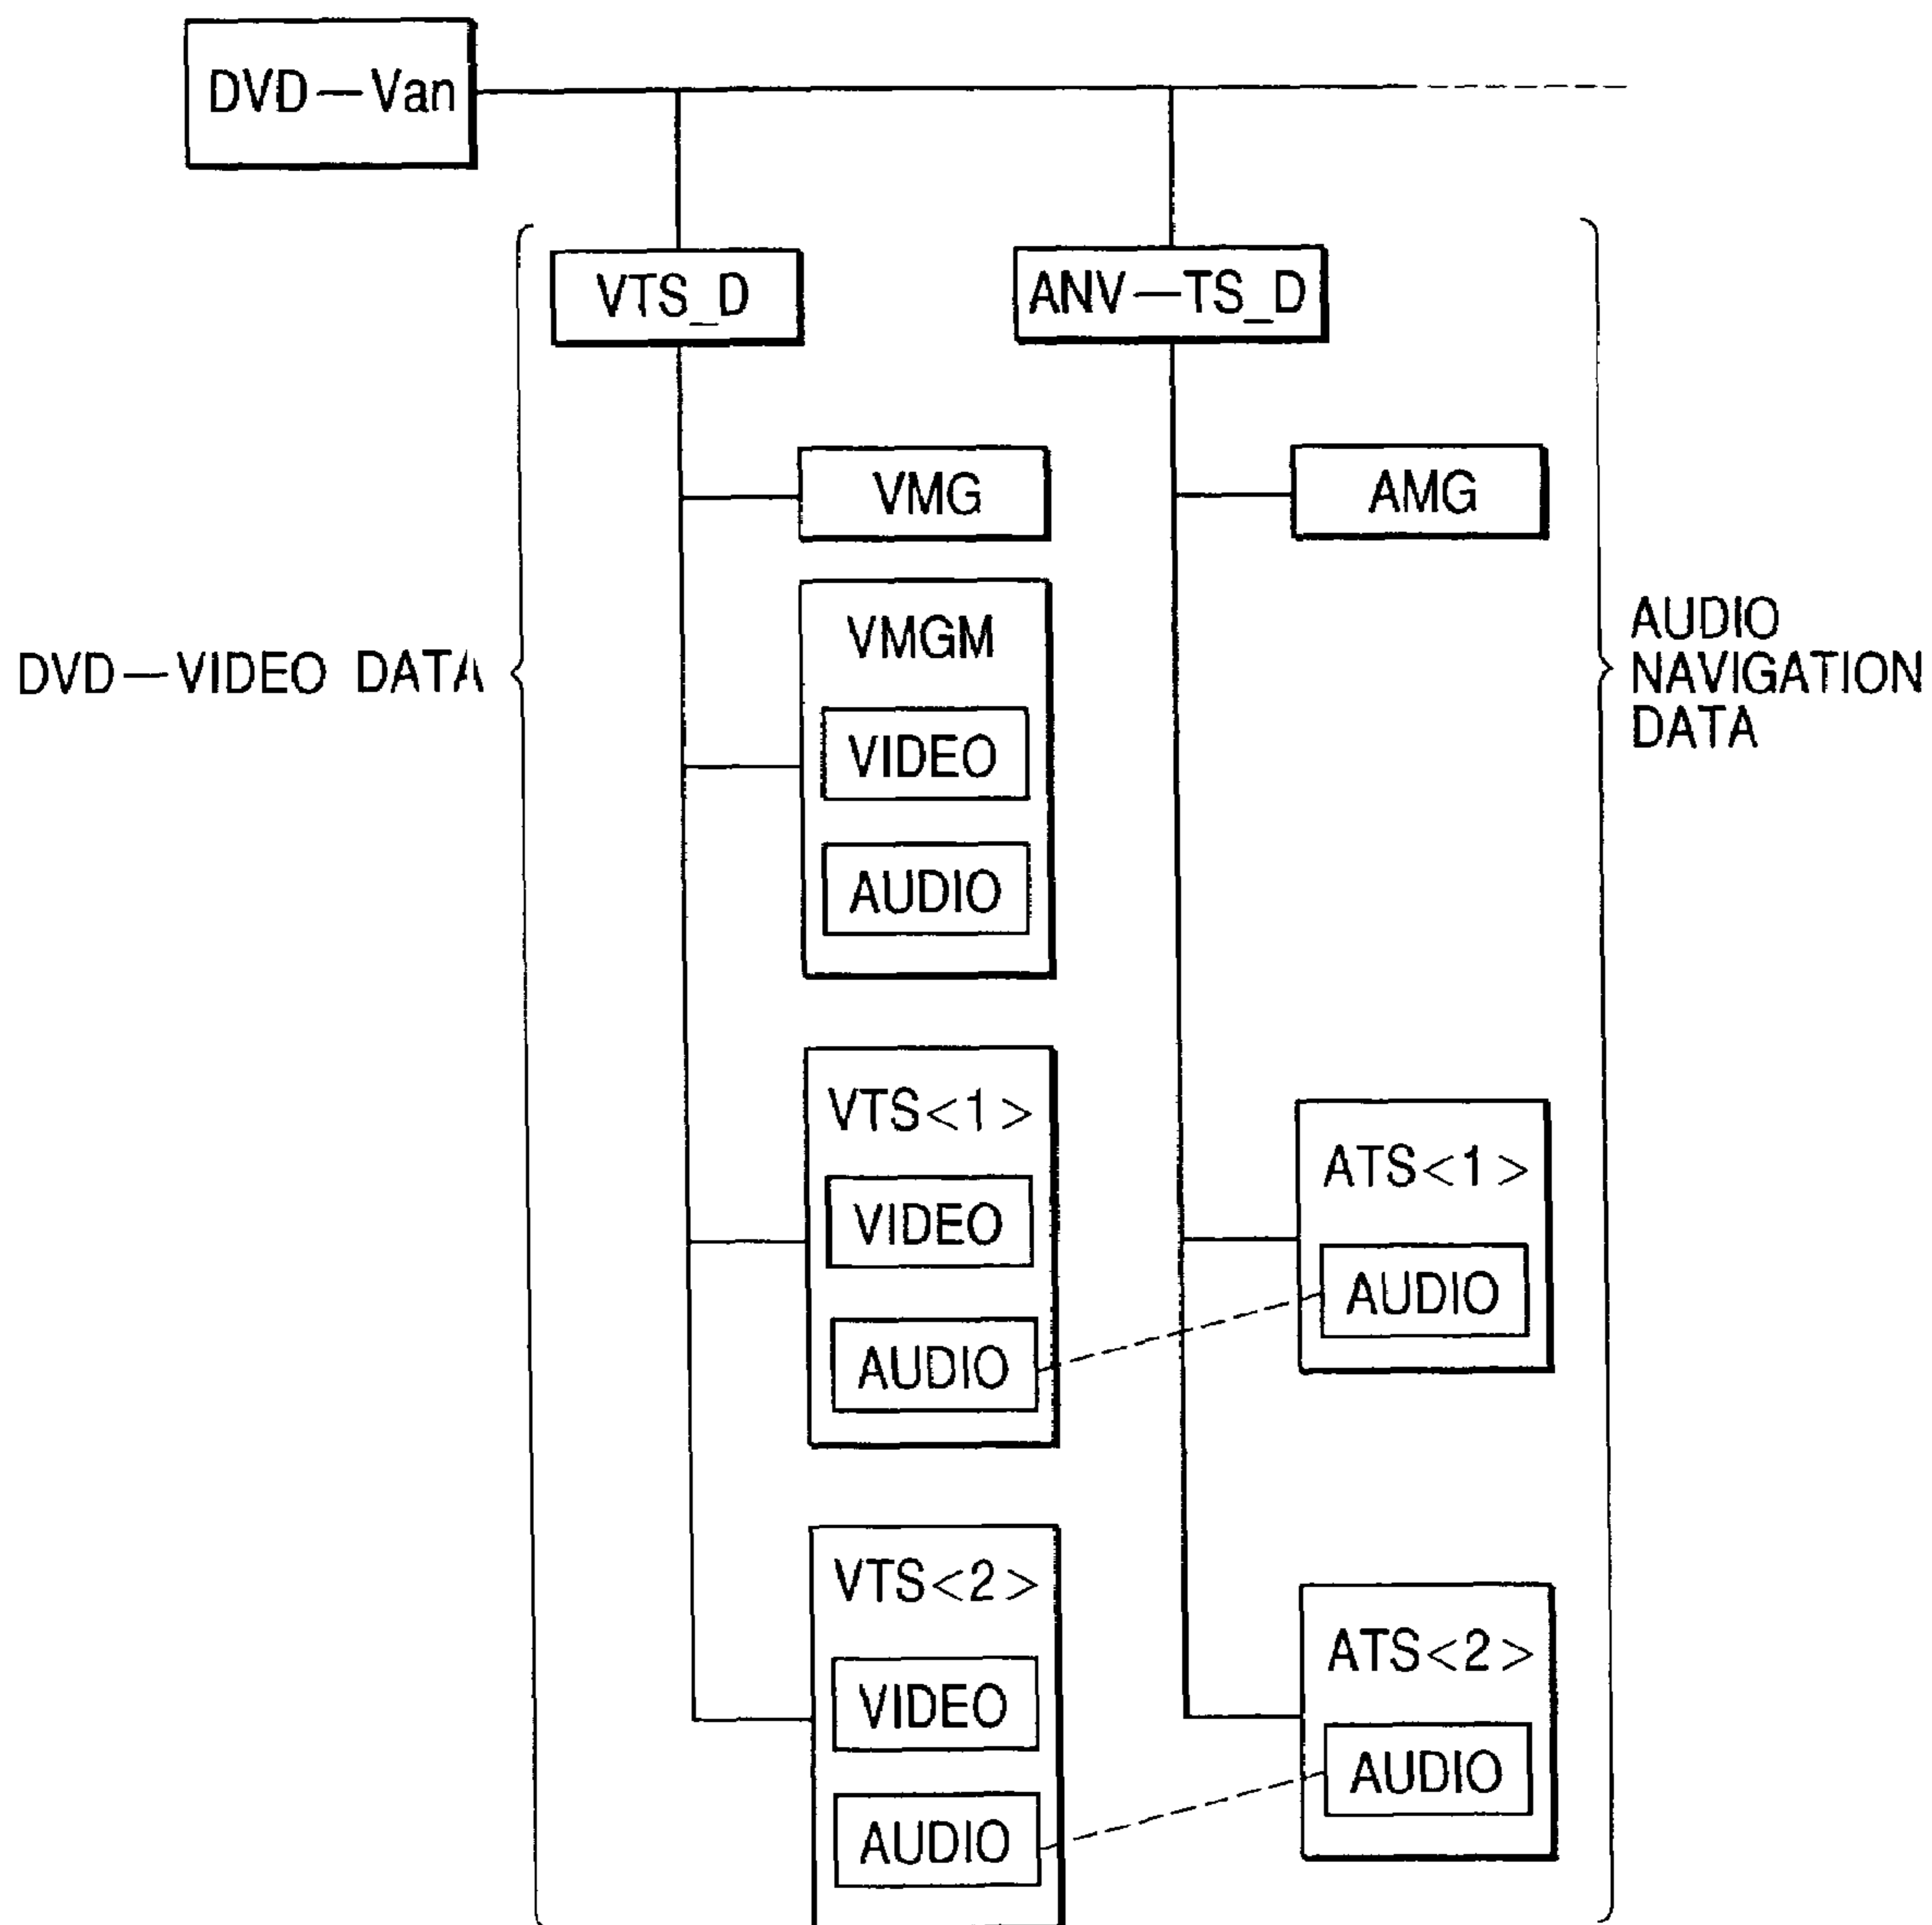 DVD—Van
VTS_D
ANV—TS_D
VMG
AMG
VMGM
VIDEO
AUDIO
DVD—VIDEO DATA
AUDIO
NAVIGATION
DATA
VTS<1>
VIDEO
AUDIO
ATS<1>
AUDIO
VTS<2>
VIDEO
AUDIO
ATS<2>
AUDIO